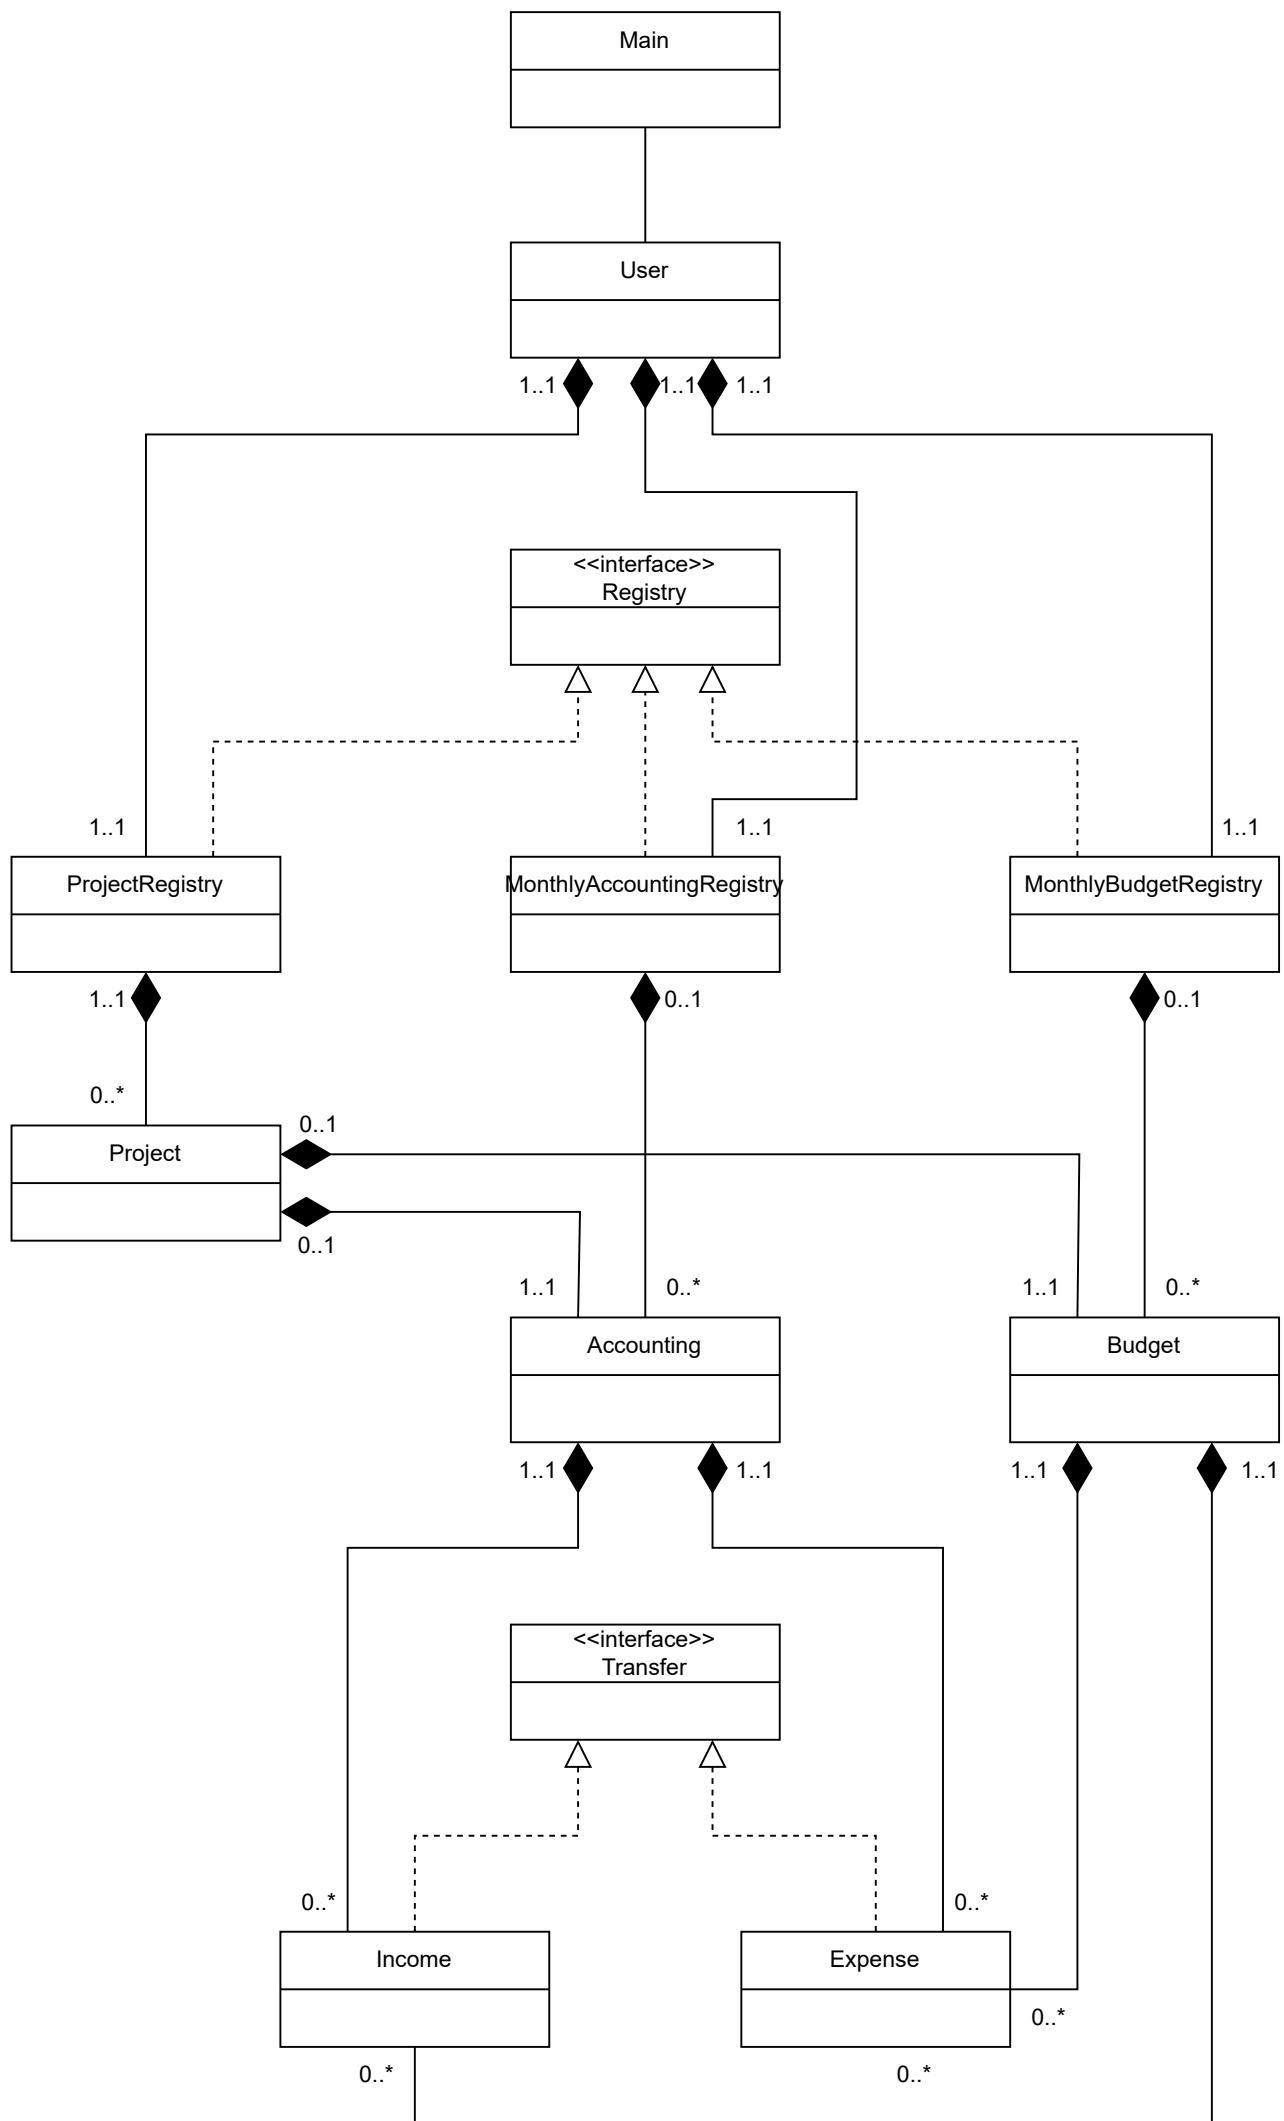 Main
User
1..1
1..1
1..1
<<interface>>
Registry
1..1
1..1
1..1
ProjectRegistry
MonthlyAccountingRegistry
MonthlyBudgetRegistry
1..1
0..1
0..1
0..*
0..1
Project
0..1
1..1
0..*
1..1
0..*
Accounting
Budget
1..1
1..1
1..1
1..1
<<interface>>
Transfer
0..*
0..*
Income
Expense
0..*
0..*
0..*